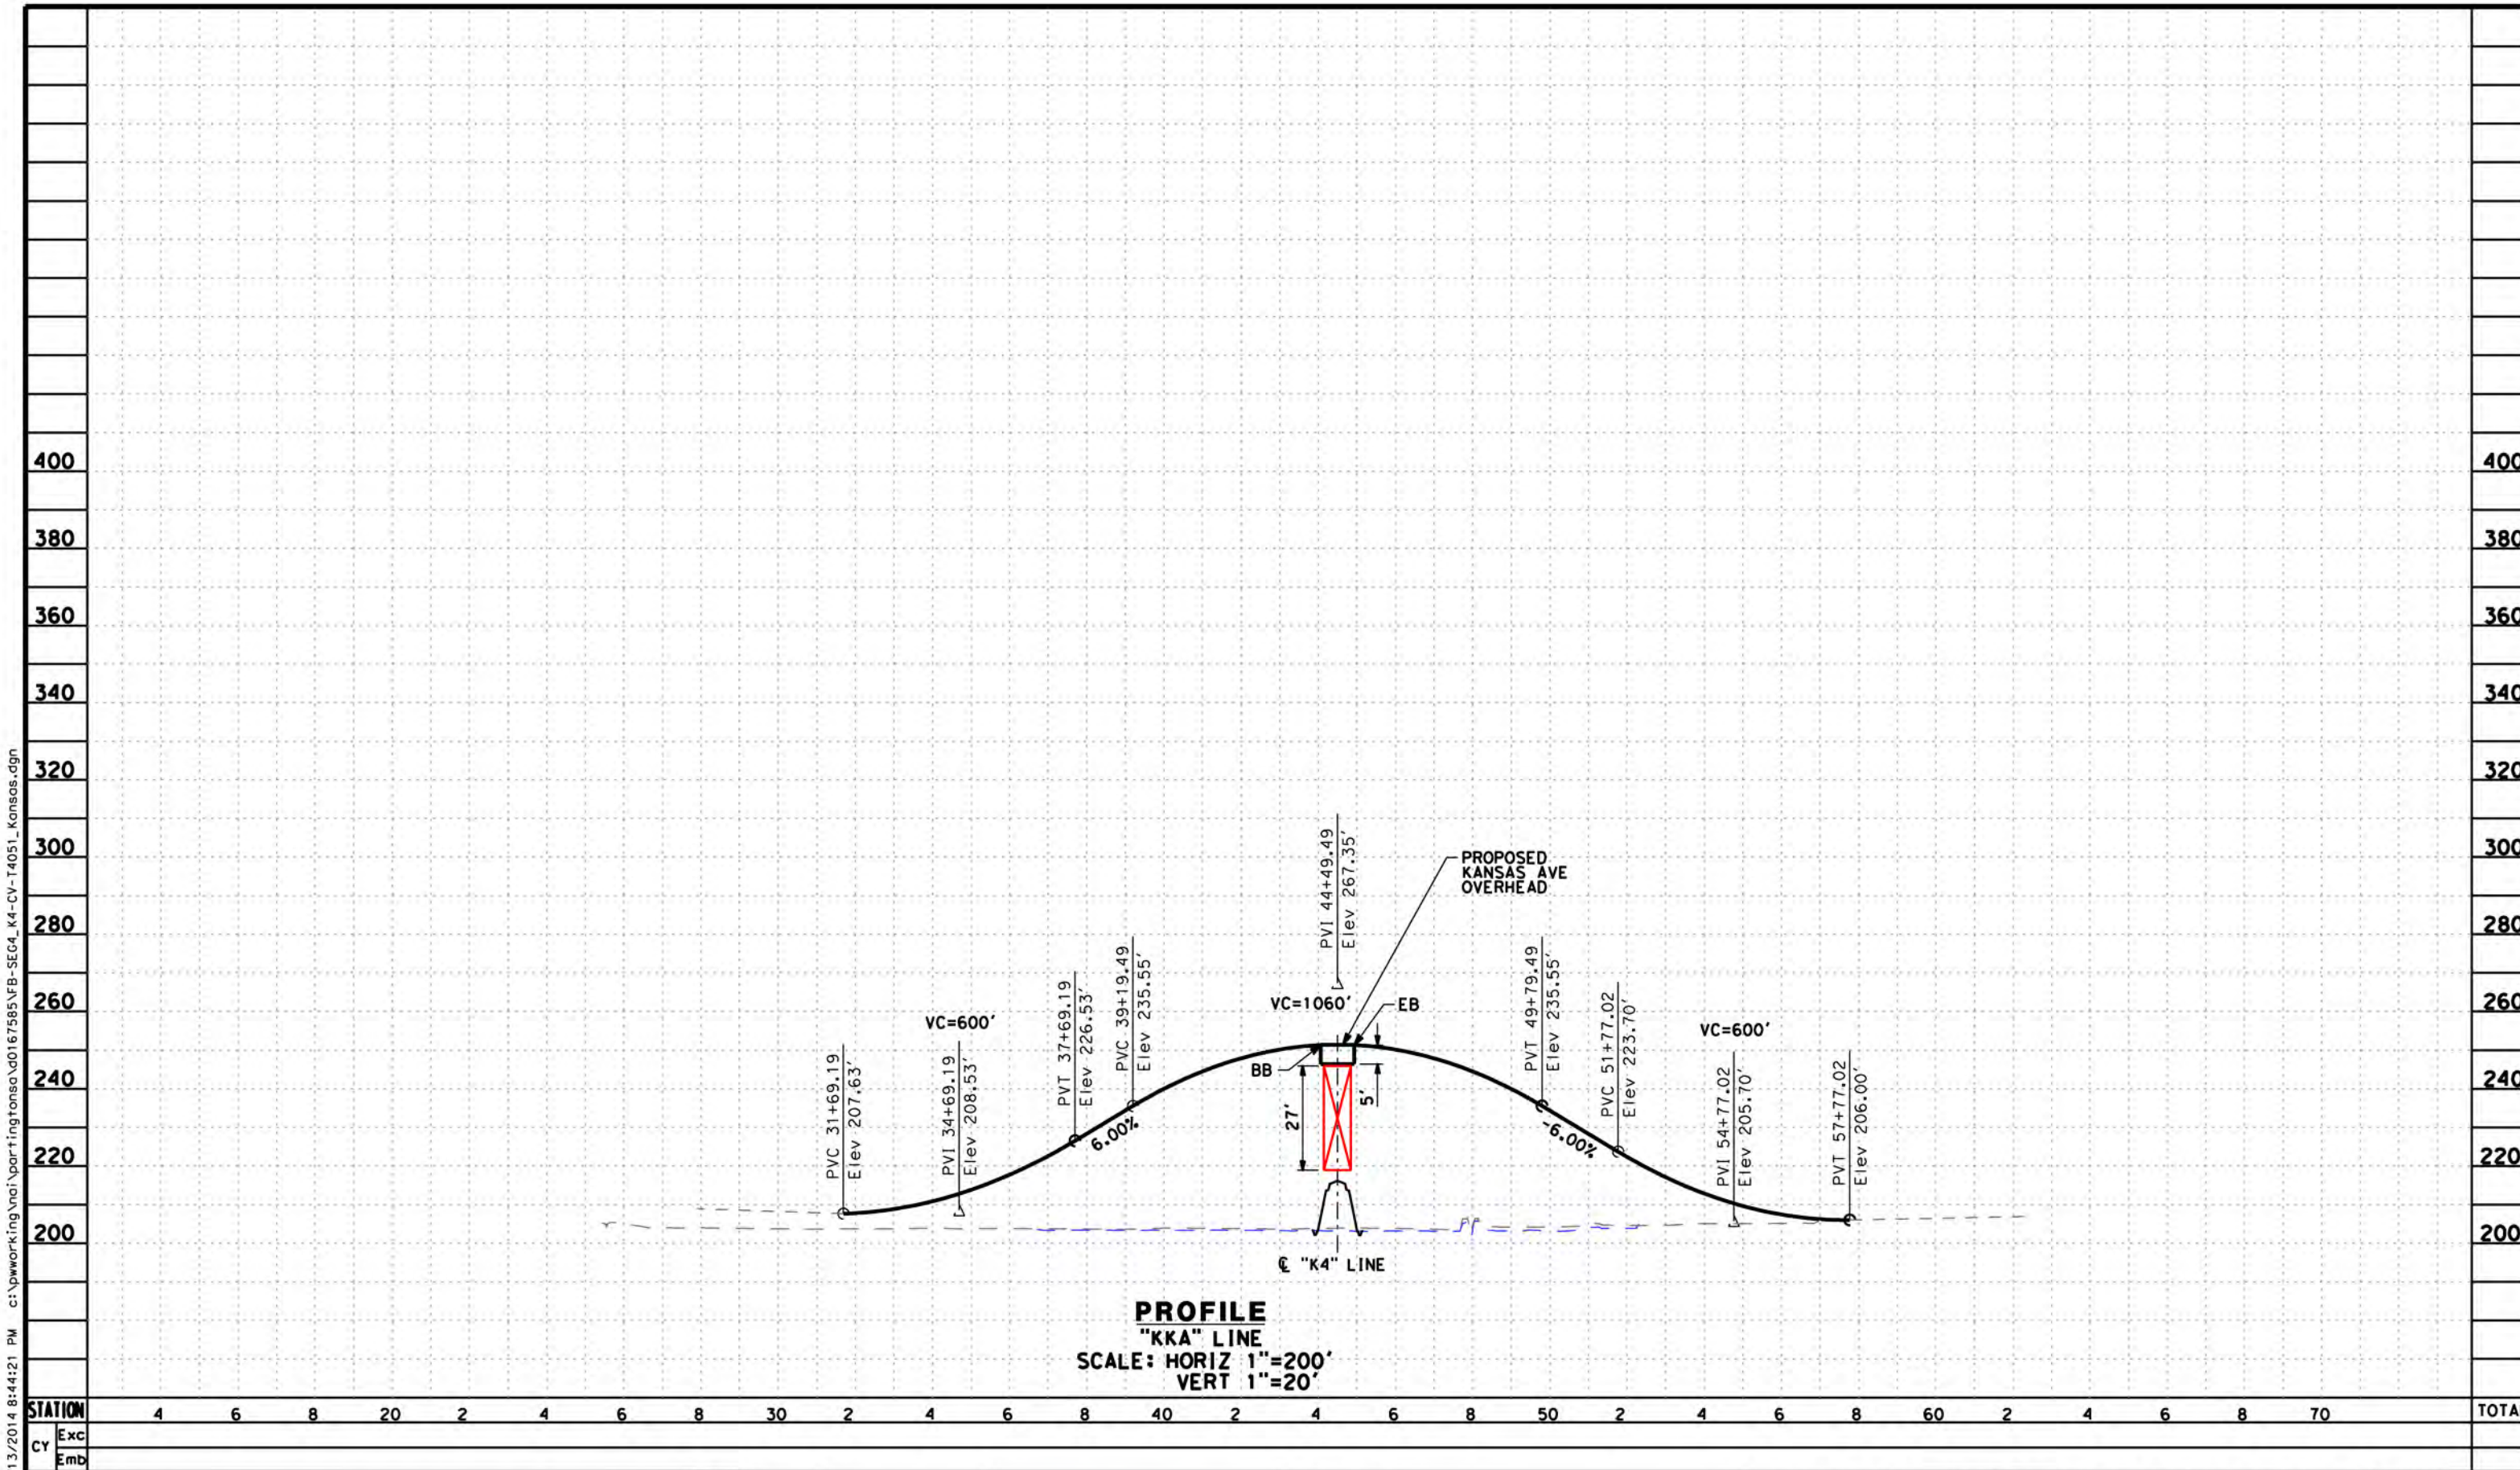 400
400
380
380
360
360
340
340
320
320
300
300
280
280
260
260
240
240
220
220
200
200
PVC 31+69.19
Elev 207.63'
VC=600'
PVI 34+69.19
Elev 208.53'
PVT 37+69.19
Elev 226.53'
6.00%
PVC 39+19.49
Elev 235.55'
PVI 44+49.49
Elev 267.35'
VC=1060'
PROPOSED
KANSAS AVE
OVERHEAD
EB
BB
27'
5'
PVT 49+79.49
Elev 235.55'
-6.00%
PVC 51+77.02
Elev 223.70'
VC=600'
PVI 54+77.02
Elev 205.70'
PVT 57+77.02
Elev 206.00'
℄ "K4" LINE
PROFILE
"KKA" LINE
SCALE: HORIZ 1"=200'
VERT 1"=20'
STATION 4 6 8 20 2 4 6 8 30 2 4 6 8 40 2 4 6 8 50 2 4 6 8 60 2 4 6 8 70 TOTA
CY Exc
Emb
13/2014 8:44:21 PM c:\pwworking\nai\partingtonsa\d0167585\FB-SEG4_K4-CV-T4051_Kansas.dgn